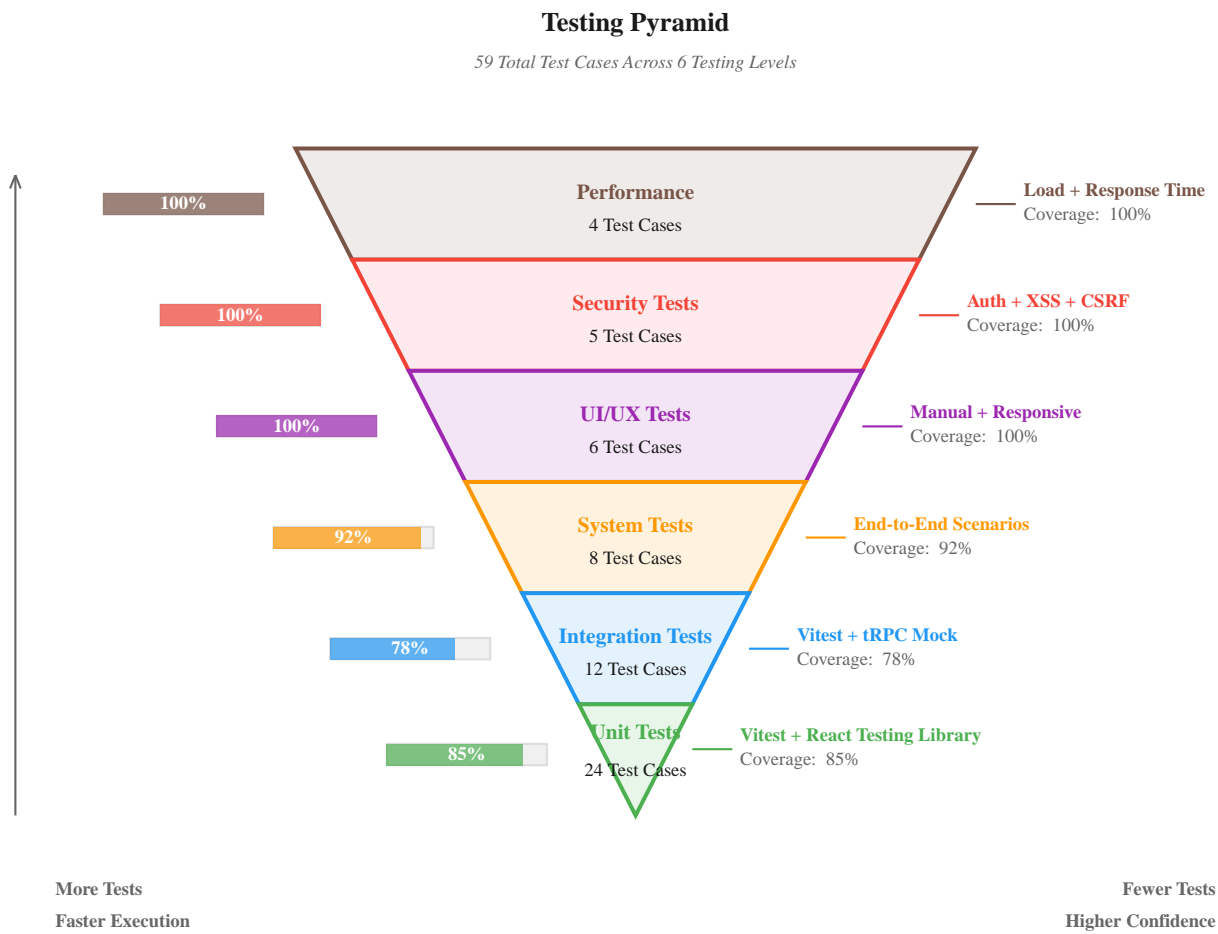 Testing Pyramid
59 Total Test Cases Across 6 Testing Levels
100%
Performance
4 Test Cases
Load + Response Time
Coverage: 100%
100%
Security Tests
5 Test Cases
Auth + XSS + CSRF
Coverage: 100%
100%
UI/UX Tests
6 Test Cases
Manual + Responsive
Coverage: 100%
92%
System Tests
8 Test Cases
End-to-End Scenarios
Coverage: 92%
78%
Integration Tests
12 Test Cases
Vitest + tRPC Mock
Coverage: 78%
85%
Unit Tests
24 Test Cases
Vitest + React Testing Library
Coverage: 85%
More Tests
Faster Execution
Fewer Tests
Higher Confidence